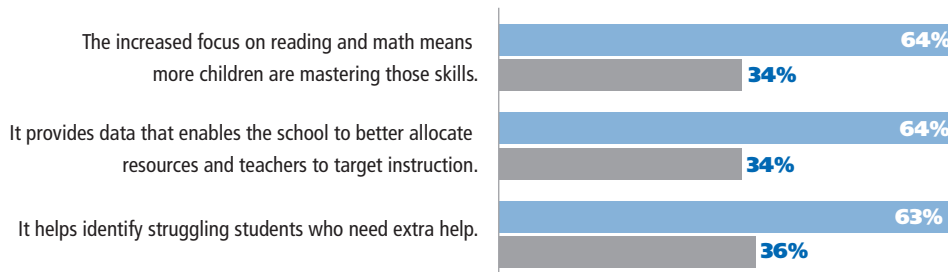 The increased focus on reading and math means
more children are mastering those skills.
64%
34%
It provides data that enables the school to better allocate
resources and teachers to target instruction.
64%
34%
It helps identify struggling students who need extra help.
63%
36%